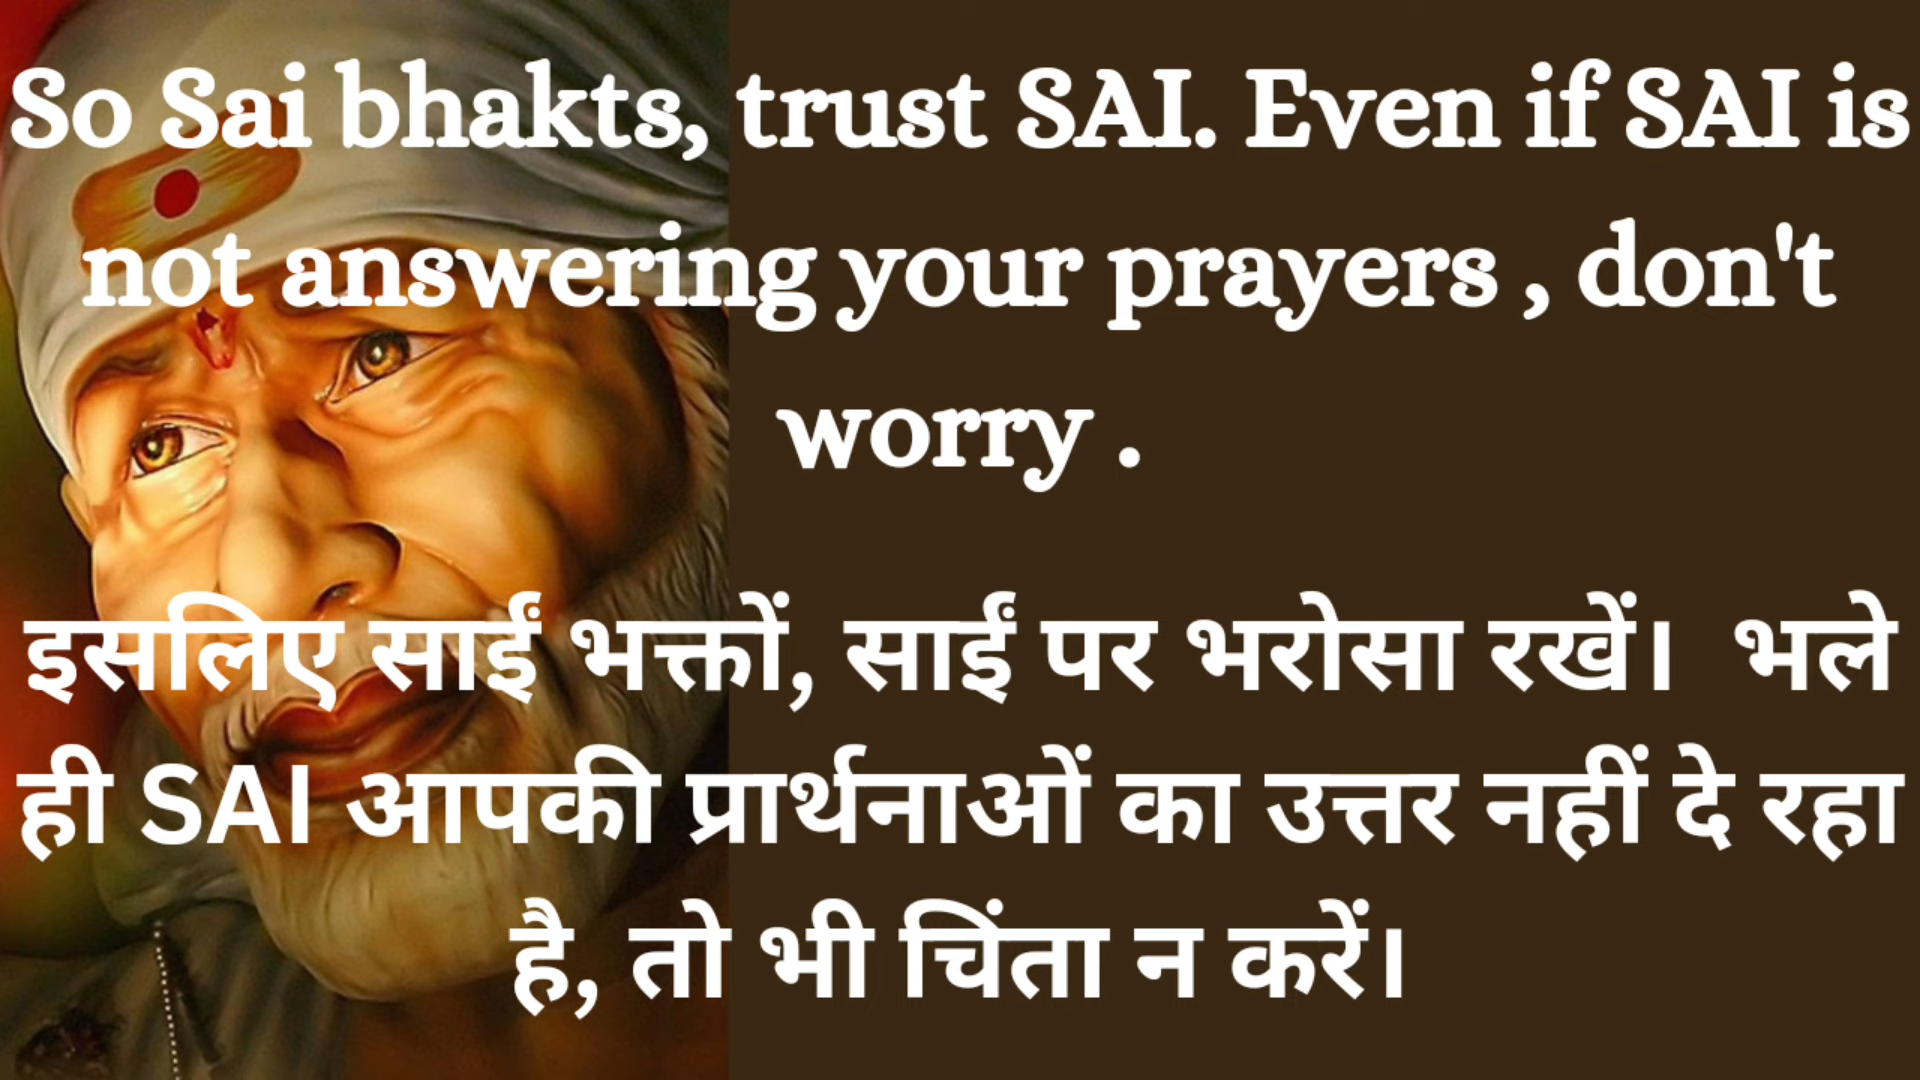 So Sai bhakts, trust SAI. Even if SAI is
not answering your prayers , don't
worry .
इसलिए साईं भक्तों, साईं पर भरोसा रखें। भले
ही SAI आपकी प्रार्थनाओं का उत्तर नहीं दे रहा
है, तो भी चिंता न करें।